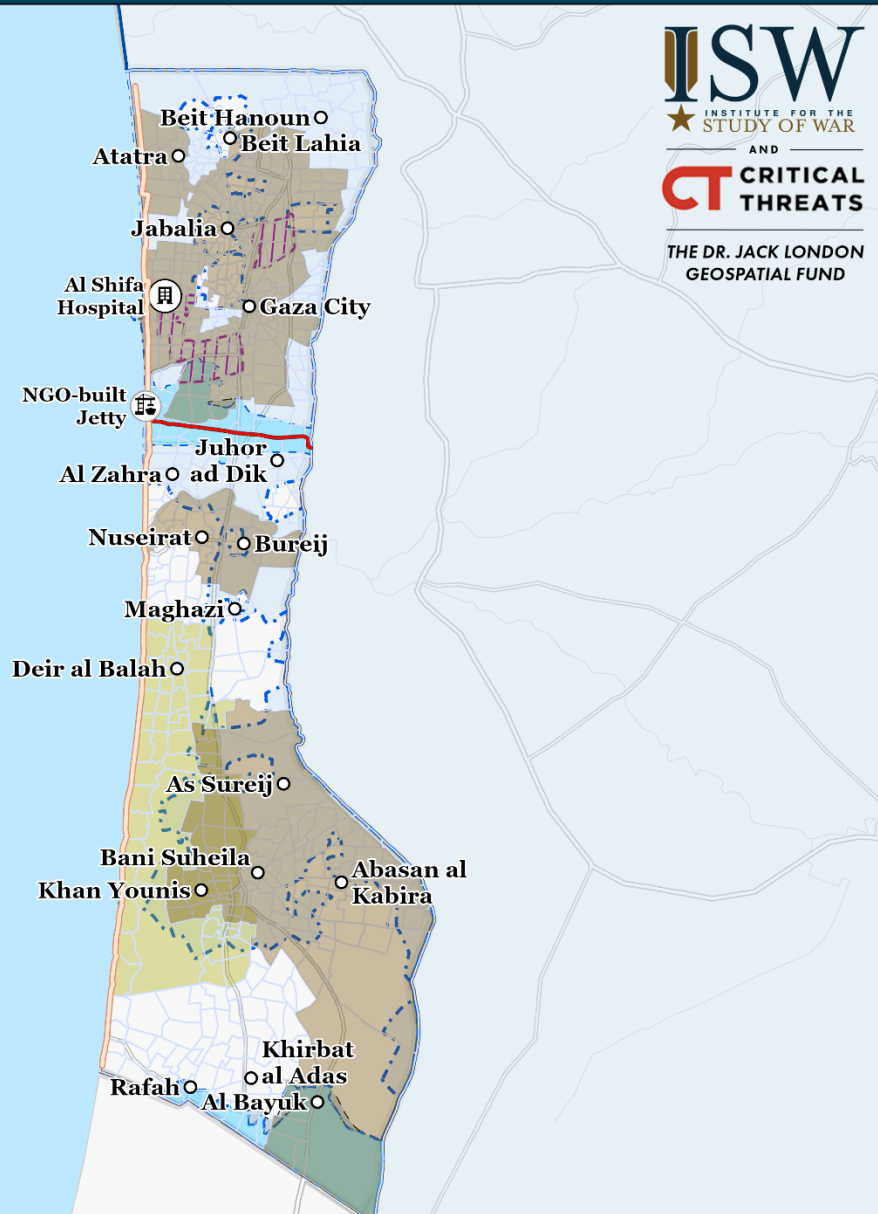 ISW
INSTITUTE FOR THE
STUDY OF WAR
AND
CT CRITICAL
THREATS
THE DR. JACK LONDON
GEOSPATIAL FUND
Beit Hanoun
Beit Lahia
Atatra
Jabalia
Al Shifa
Hospital
Gaza City
NGO-built
Jetty
Juhor
ad Dik
Al Zahra
Nuseirat
Bureij
Maghazi
Deir al Balah
As Sureij
Bani Suheila
Abasan al
Kabira
Khan Younis
Khirbat
al Adas
Rafah
Al Bayuk